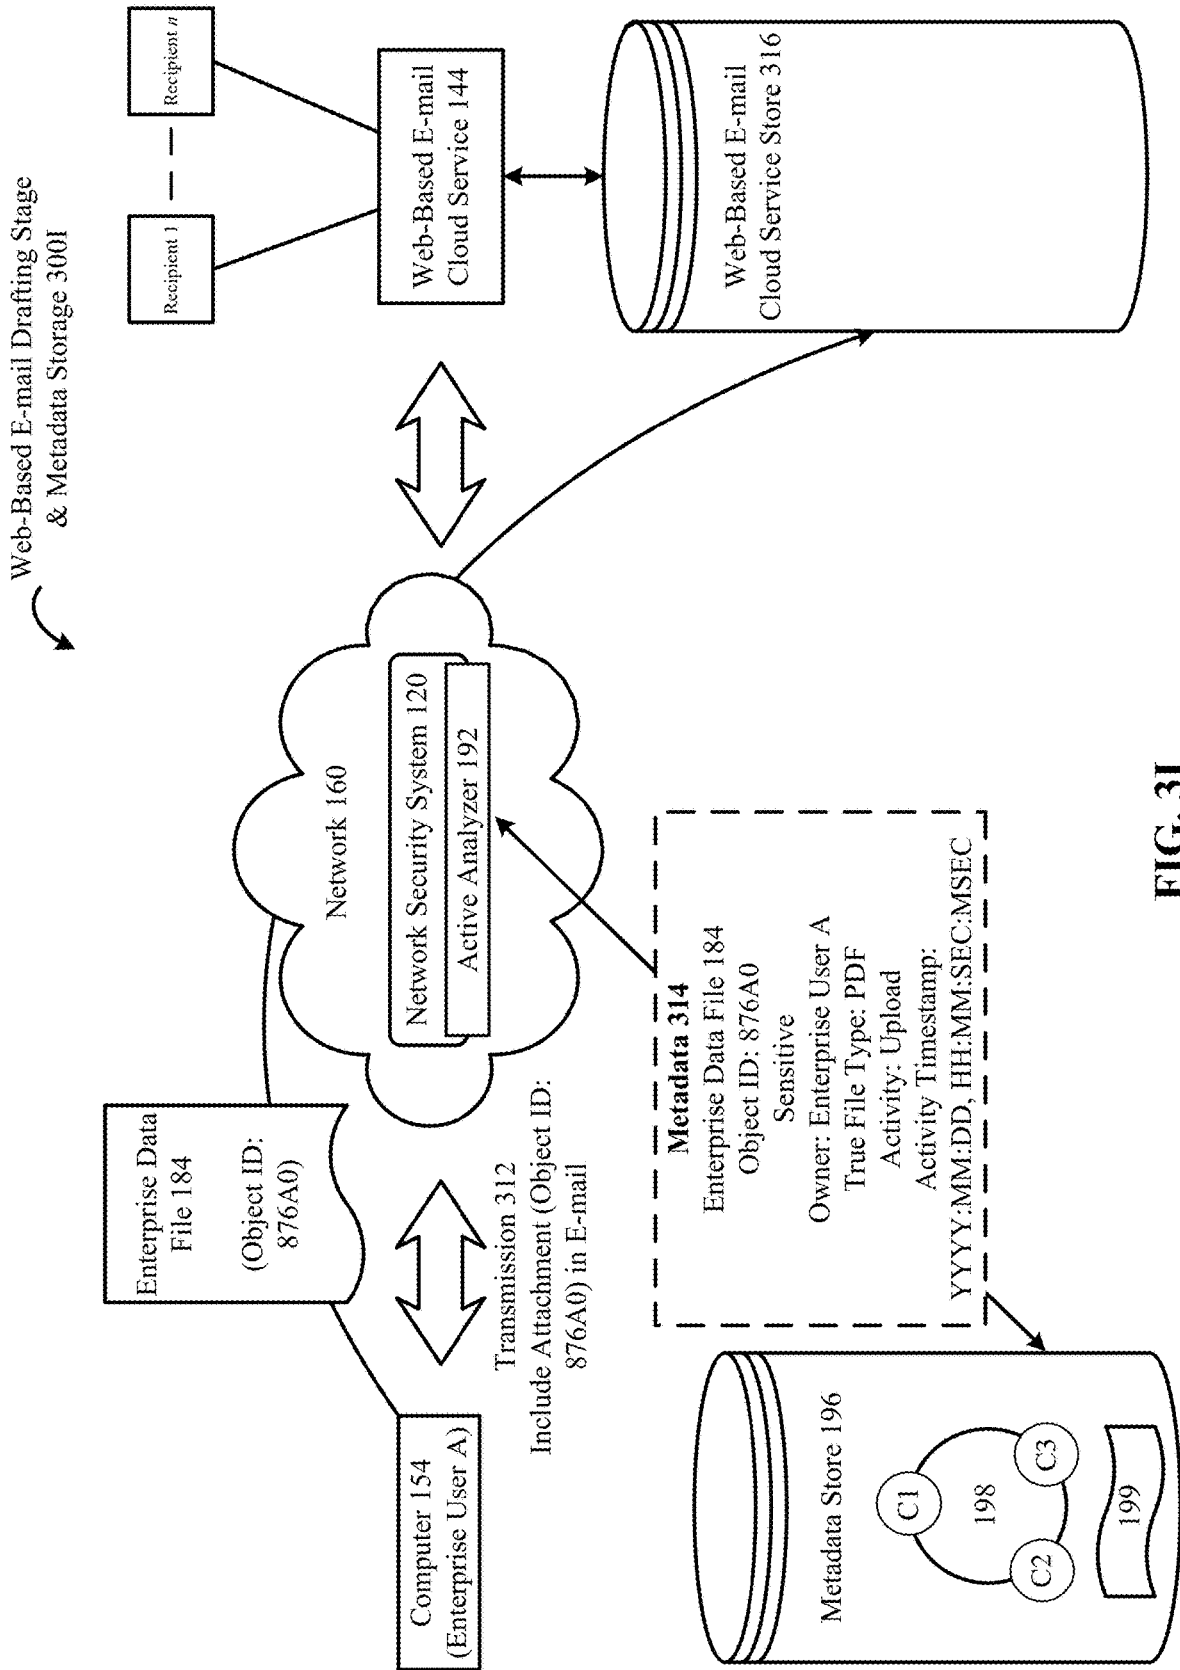 Web-Based E-mail Drafting Stage
& Metadata Storage 300I
Computer 154
(Enterprise User A)
Enterprise Data
File 184
(Object ID:
876A0)
Transmission 312
Include Attachment (Object ID:
876A0) in E-mail
Network 160
Network Security System 120
Active Analyzer 192
Recipient 1
Recipient n
Web-Based E-mail
Cloud Service 144
Web-Based E-mail
Cloud Service Store 316
Metadata Store 196
C1
198
C2
C3
199
Metadata 314
Enterprise Data File 184
Object ID: 876A0
Sensitive
Owner: Enterprise User A
True File Type: PDF
Activity: Upload
Activity Timestamp:
YYYY:MM:DD, HH:MM:SEC:MSEC
FIG. 3I